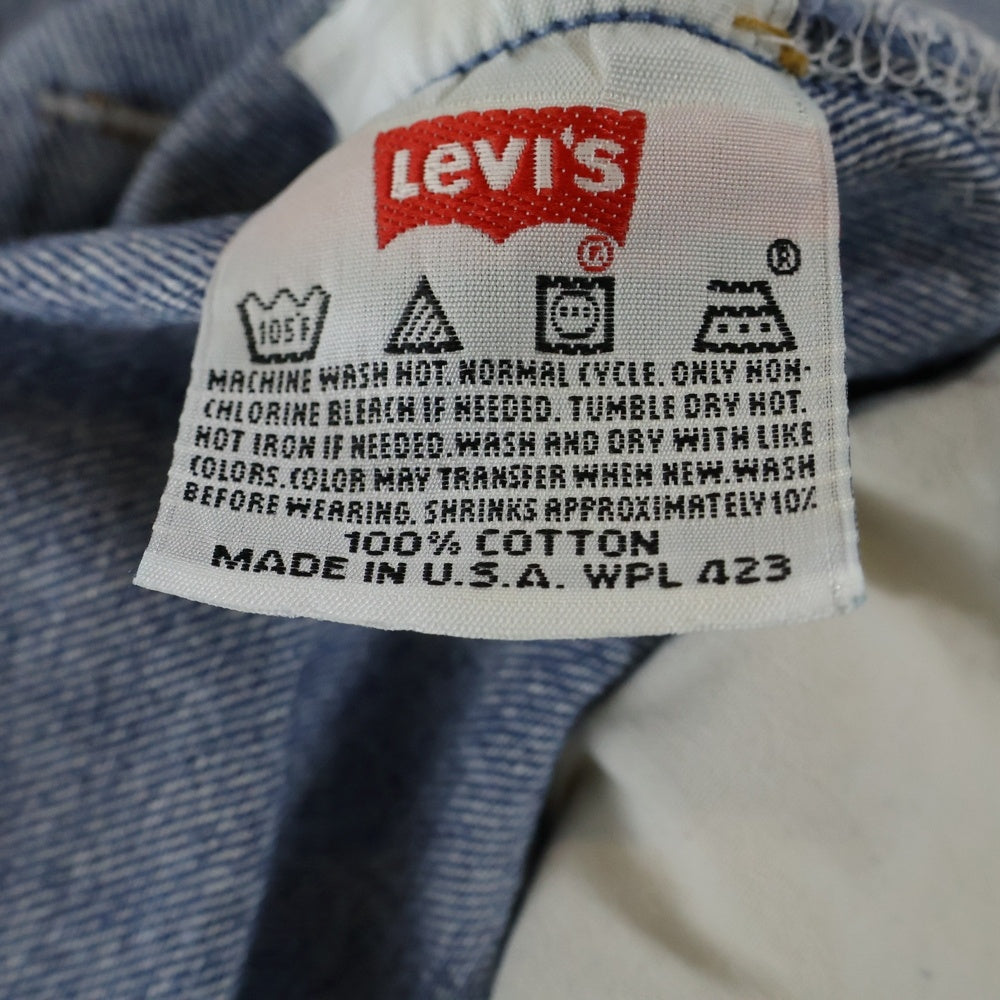 Levi's
®
®
105°F
MACHINE WASH HOT. NORMAL CYCLE. ONLY NON-
CHLORINE BLEACH IF NEEDED. TUMBLE DRY HOT.
HOT IRON IF NEEDED. WASH AND DRY WITH LIKE
COLORS. COLOR MAY TRANSFER WHEN NEW. WASH
BEFORE WEARING. SHRINKS APPROXIMATELY 10%
100% COTTON
MADE IN U.S.A. WPL 423